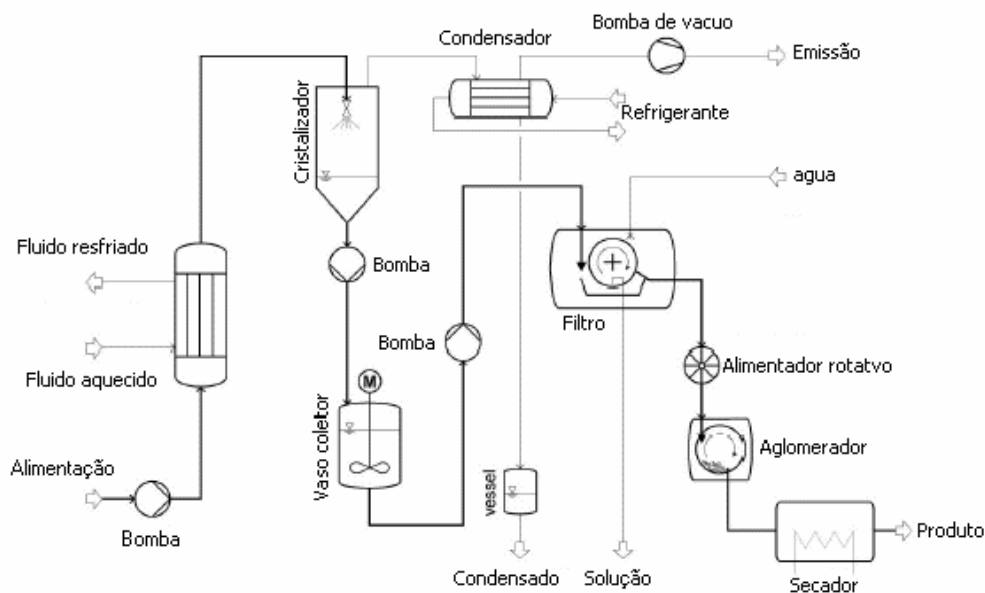 Bomba de vacuo
Condensador
Emissão
Cristalizador
Refrigerante
agua
Fluido resfriado
Bomba
Filtro
Bomba
Fluido aquecido
Alimentador rotatvo
M
Vaso coletor
Aglomerador
Alimentação
vessel
Bomba
Produto
Condensado
Solução
Secador